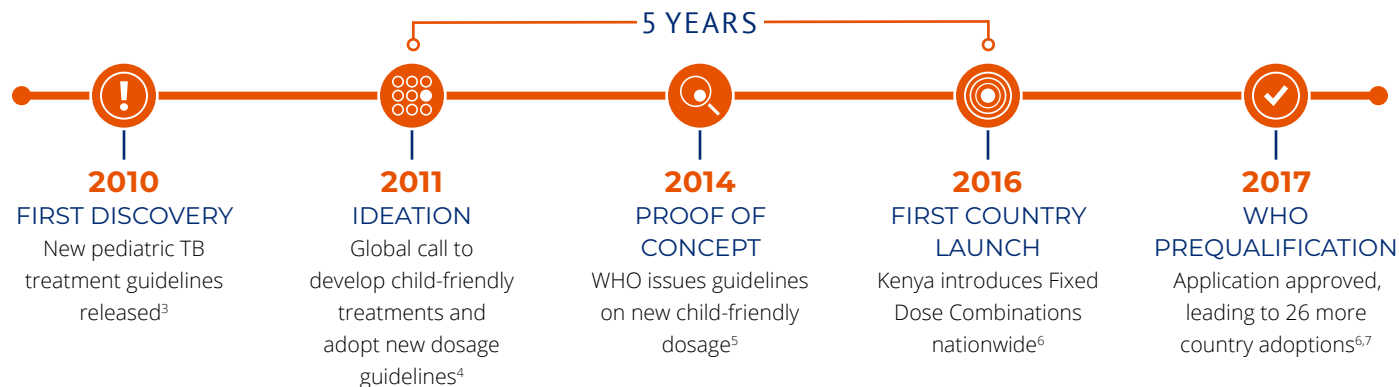 5 YEARS
2010
FIRST DISCOVERY
New pediatric TB
treatment guidelines
released3
2011
IDEATION
Global call to
develop child-friendly
treatments and
adopt new dosage
guidelines4
2014
PROOF OF
CONCEPT
WHO issues guidelines
on new child-friendly
dosage5
2016
FIRST COUNTRY
LAUNCH
Kenya introduces Fixed
Dose Combinations
nationwide6
2017
WHO
PREQUALIFICATION
Application approved,
leading to 26 more
country adoptions6,7